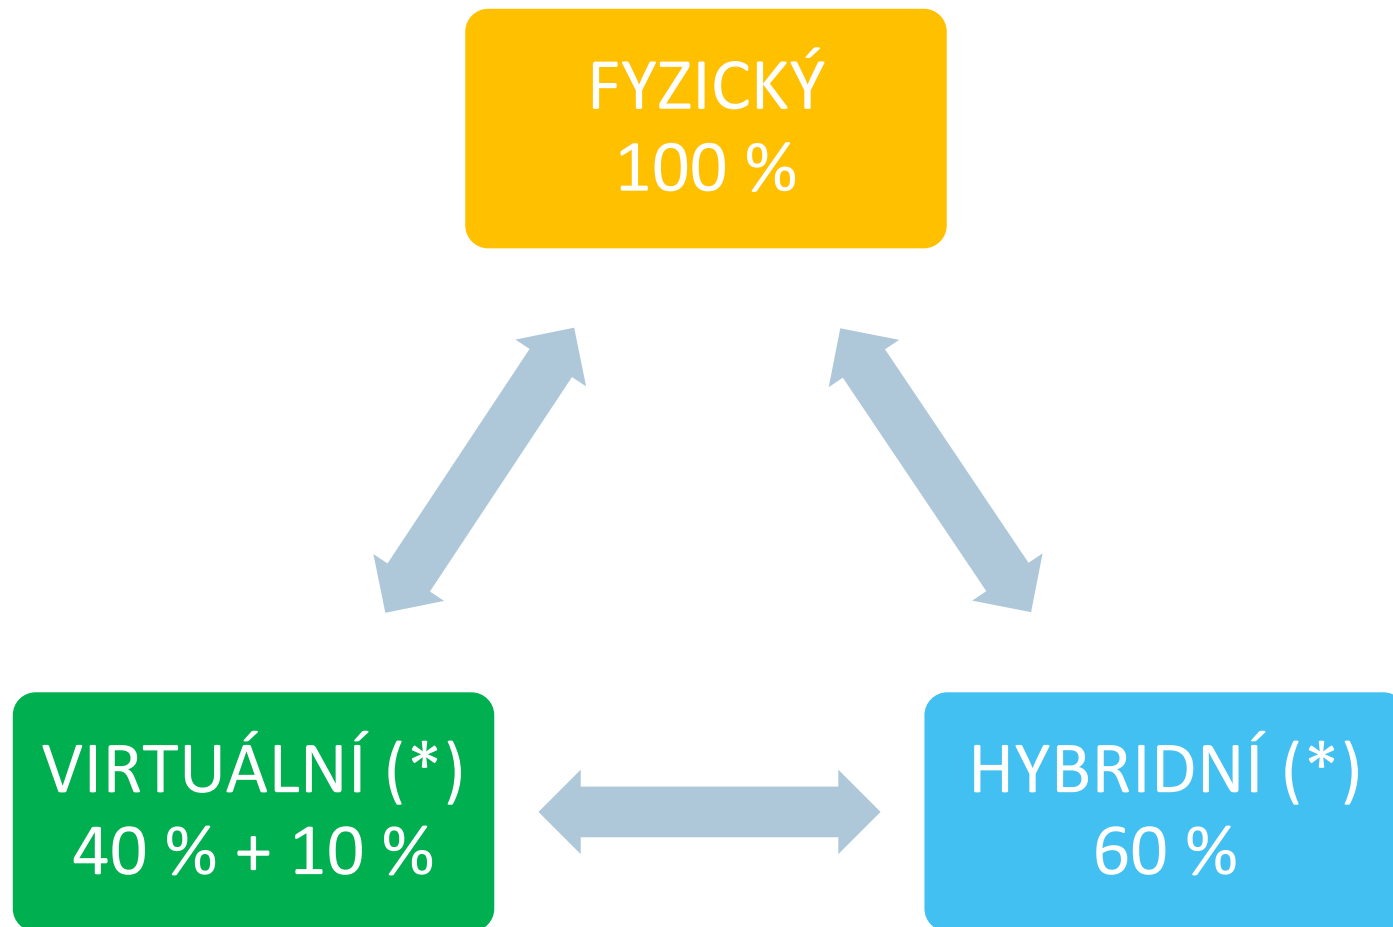 FYZICKÝ
100 %
VIRTUÁLNÍ (*)
40 % + 10 %
HYBRIDNÍ (*)
60 %